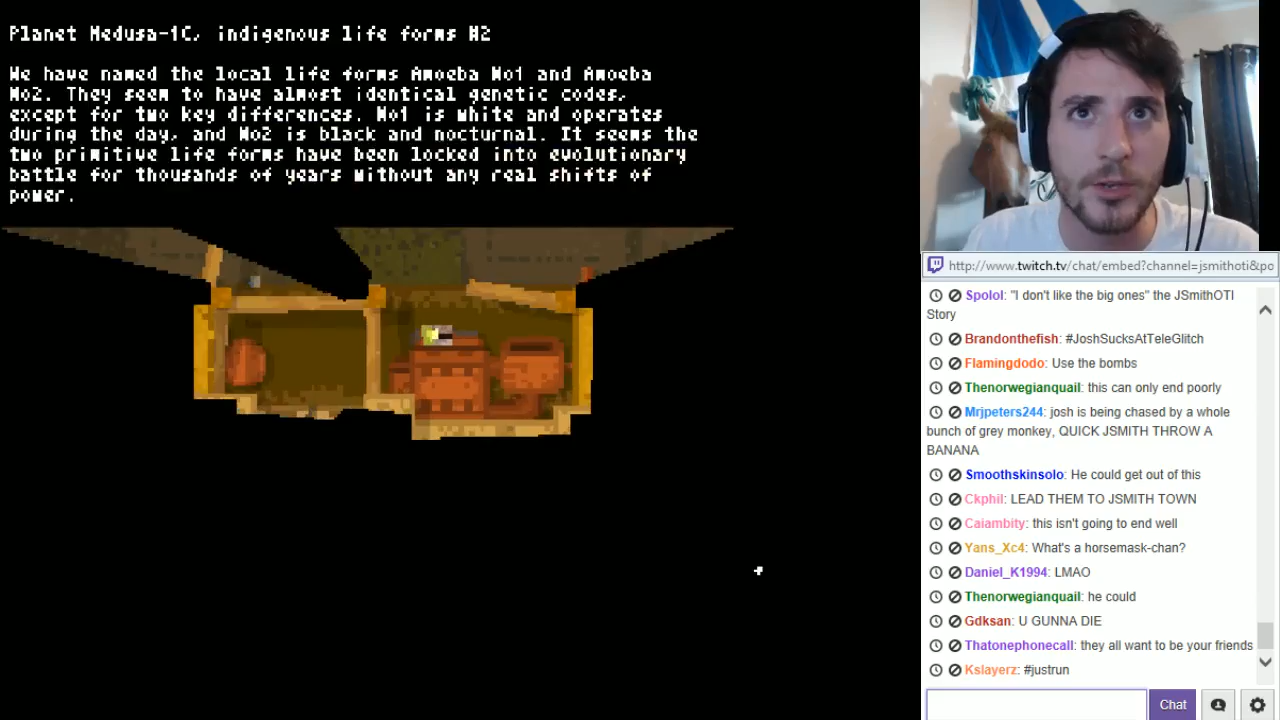 Planet Medusa-1C, indigenous life forms #2
We have named the local life forms Amoeba No1 and Amoeba
No2. They seem to have almost identical genetic codes,
except for two key differences. No1 is white and operates
during the day, and No2 is black and nocturnal. It seems the
two primitive life forms have been locked into evolutionary
battle for thousands of years without any real shifts of
power.
http://www.twitch.tv/chat/embed?channel=jsmithoti&po
Spolol: "I don't like the big ones" the JSmithOTI
Story
Brandonthefish: #JoshSucksAtTeleGlitch
Flamingdodo: Use the bombs
Thenorwegianquail: this can only end poorly
Mrjpeters244: josh is being chased by a whole
bunch of grey monkey, QUICK JSMITH THROW A
BANANA
Smoothskinsolo: He could get out of this
Ckphil: LEAD THEM TO JSMITH TOWN
Caiambity: this isn't going to end well
Yans_Xc4: What's a horsemask-chan?
Daniel_K1994: LMAO
Thenorwegianquail: he could
Gdksan: U GUNNA DIE
Thatonephonecall: they all want to be your friends
Kslayerz: #justrun
Chat